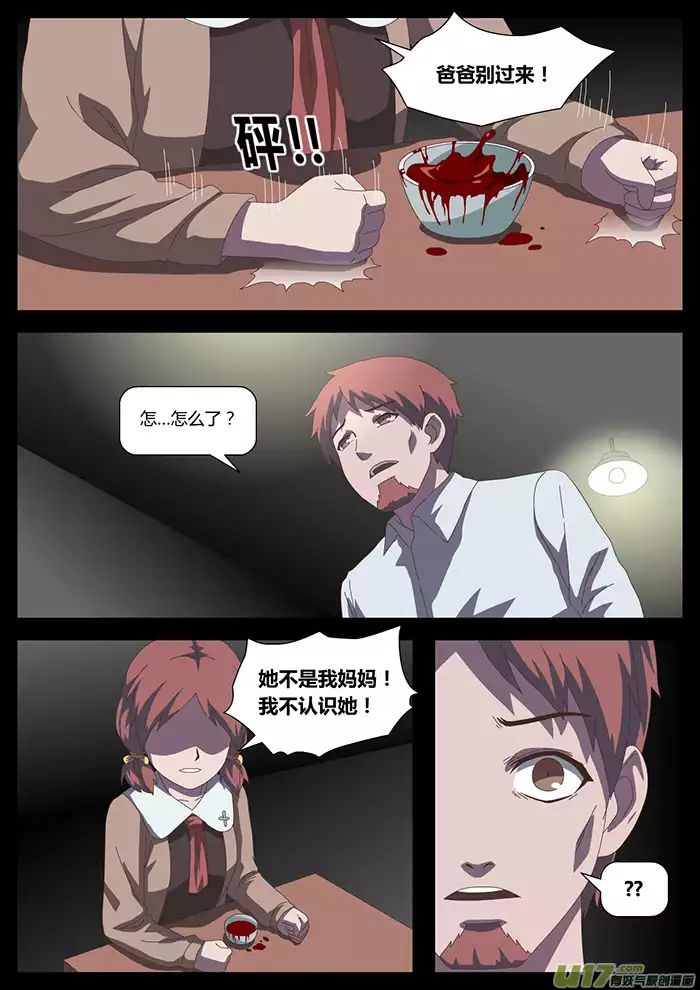 爸爸别过来！
砰!!
怎…怎么了？
她不是我妈妈！
我不认识她！
??
U17.com
有妖气原创漫画